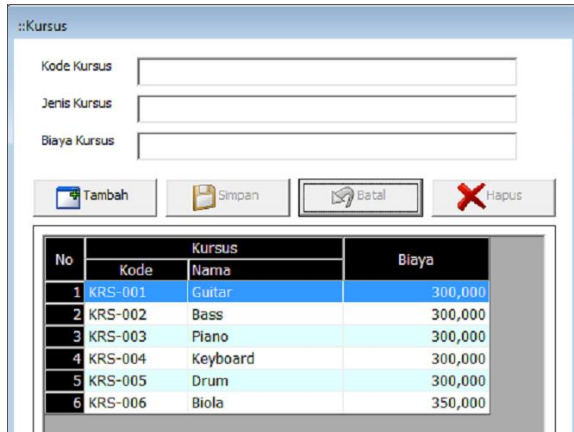 ::Kursus
Kode Kursus
Jenis Kursus
Biaya Kursus
Tambah Simpan Batal Hapus
No Kursus Biaya
Kode Nama
1 KRS-001 Guitar 300,000
2 KRS-002 Bass 300,000
3 KRS-003 Piano 300,000
4 KRS-004 Keyboard 300,000
5 KRS-005 Drum 300,000
6 KRS-006 Biola 350,000